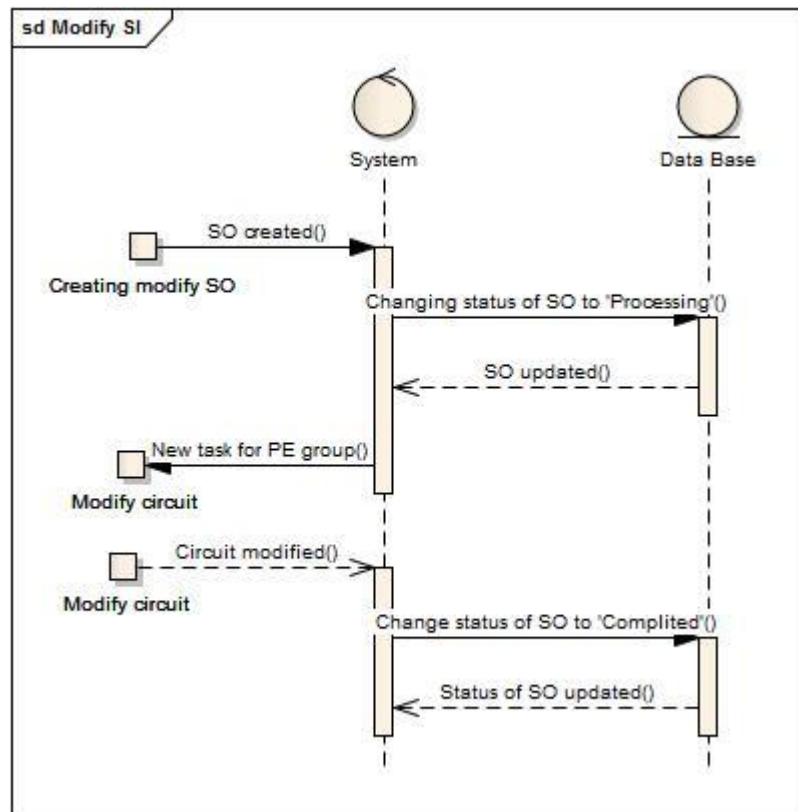 sd Modify SI
System
Data Base
SO created()
Creating modify SO
Changing status of SO to 'Processing'()
SO updated()
New task for PE group()
Modify circuit
Circuit modified()
Modify circuit
Change status of SO to 'Complited'()
Status of SO updated()